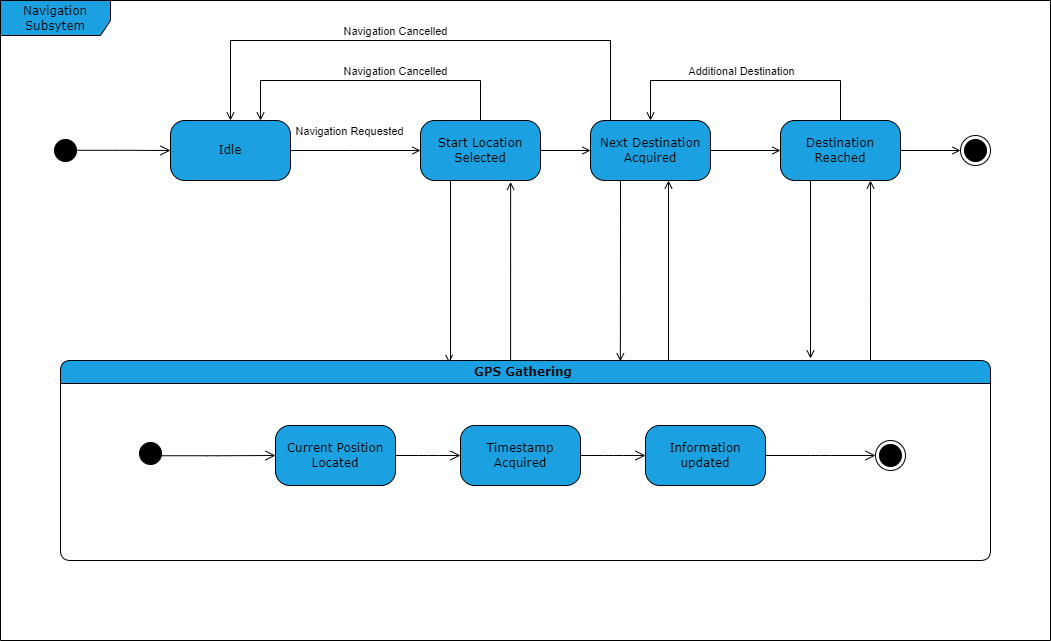 Navigation
Subsytem
Navigation Cancelled
Navigation Cancelled
Additional Destination
Navigation Requested
Idle
Start Location
Selected
Next Destination
Acquired
Destination
Reached
GPS Gathering
Current Position
Located
Timestamp
Acquired
Information
updated